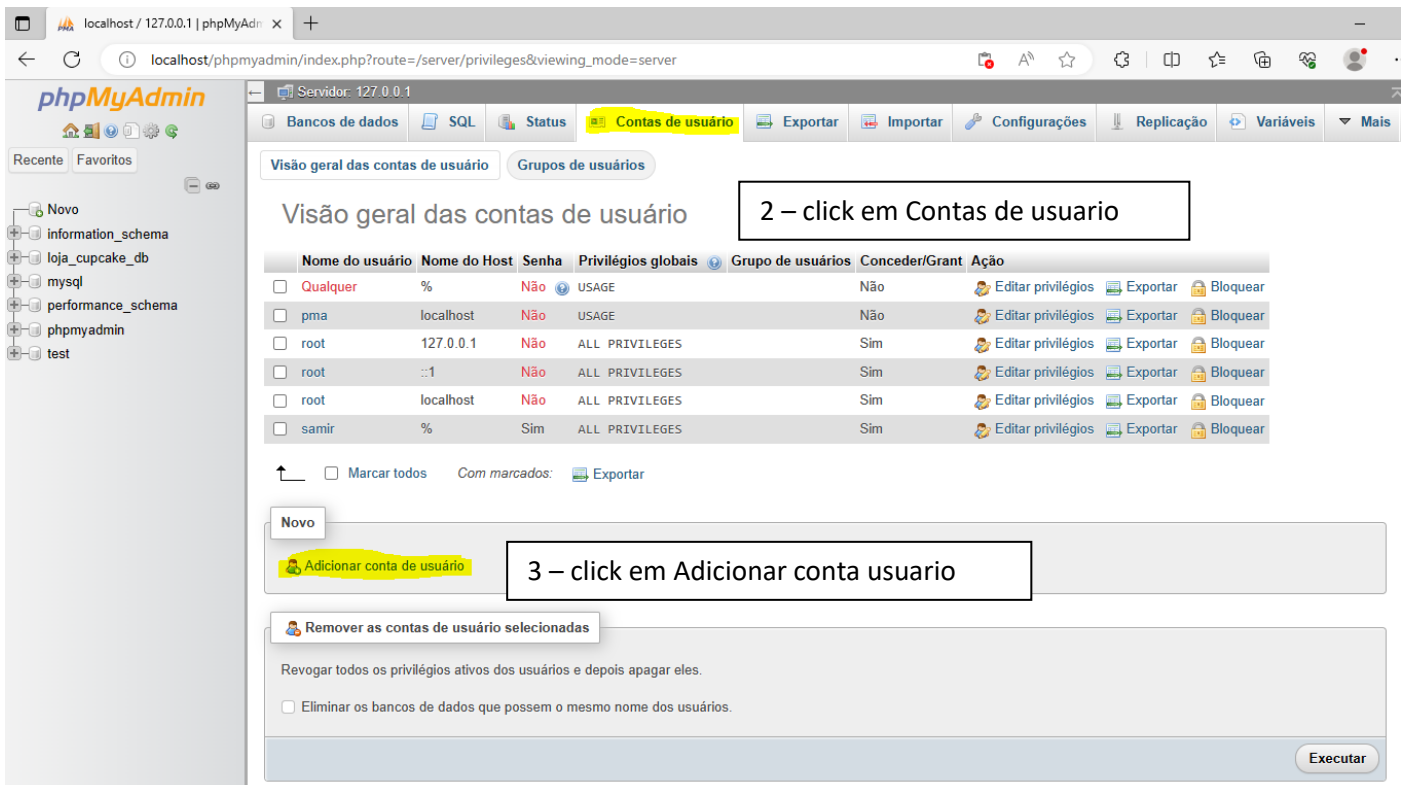 localhost / 127.0.0.1 | phpMyAdm
localhost/phpmyadmin/index.php?route=/server/privileges&viewing_mode=server
phpMyAdmin
Recente Favoritos
Novo
information_schema
loja_cupcake_db
mysql
performance_schema
phpmyadmin
test
Servidor: 127.0.0.1
Bancos de dados SQL Status Contas de usuário Exportar Importar Configurações Replicação Variáveis Mais
Visão geral das contas de usuário Grupos de usuários
Visão geral das contas de usuário
2 – click em Contas de usuario
Nome do usuário Nome do Host Senha Privilégios globais Grupo de usuários Conceder/Grant Ação
Qualquer % Não USAGE Não Editar privilégios Exportar Bloquear
pma localhost Não USAGE Não Editar privilégios Exportar Bloquear
root 127.0.0.1 Não ALL PRIVILEGES Sim Editar privilégios Exportar Bloquear
root ::1 Não ALL PRIVILEGES Sim Editar privilégios Exportar Bloquear
root localhost Não ALL PRIVILEGES Sim Editar privilégios Exportar Bloquear
samir % Sim ALL PRIVILEGES Sim Editar privilégios Exportar Bloquear
Marcar todos Com marcados: Exportar
Novo
Adicionar conta de usuário
3 – click em Adicionar conta usuario
Remover as contas de usuário selecionadas
Revogar todos os privilégios ativos dos usuários e depois apagar eles.
Eliminar os bancos de dados que possem o mesmo nome dos usuários.
Executar